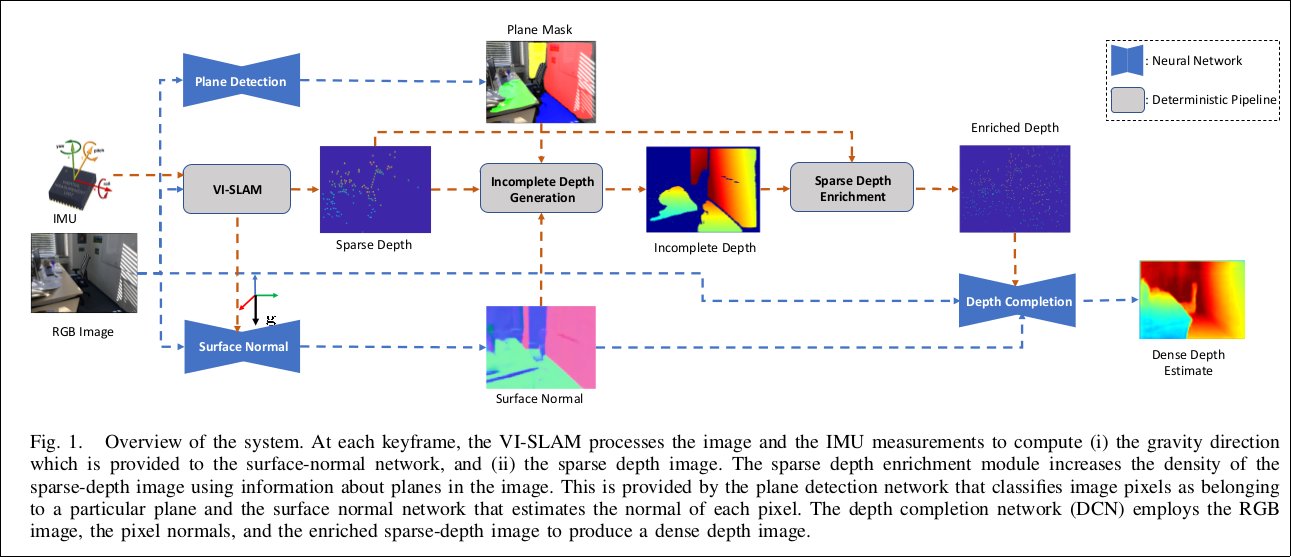 Plane Mask
Plane Detection
: Neural Network
: Deterministic Pipeline
Enriched Depth
yaw
pitch
roll
IMU
VI-SLAM
Sparse Depth
Incomplete Depth
Generation
Incomplete Depth
Sparse Depth
Enrichment
RGB Image
Surface Normal
Surface Normal
Depth Completion
Dense Depth
Estimate
Fig. 1. Overview of the system. At each keyframe, the VI-SLAM processes the image and the IMU measurements to compute (i) the gravity direction
which is provided to the surface-normal network, and (ii) the sparse depth image. The sparse depth enrichment module increases the density of the
sparse-depth image using information about planes in the image. This is provided by the plane detection network that classifies image pixels as belonging
to a particular plane and the surface normal network that estimates the normal of each pixel. The depth completion network (DCN) employs the RGB
image, the pixel normals, and the enriched sparse-depth image to produce a dense depth image.